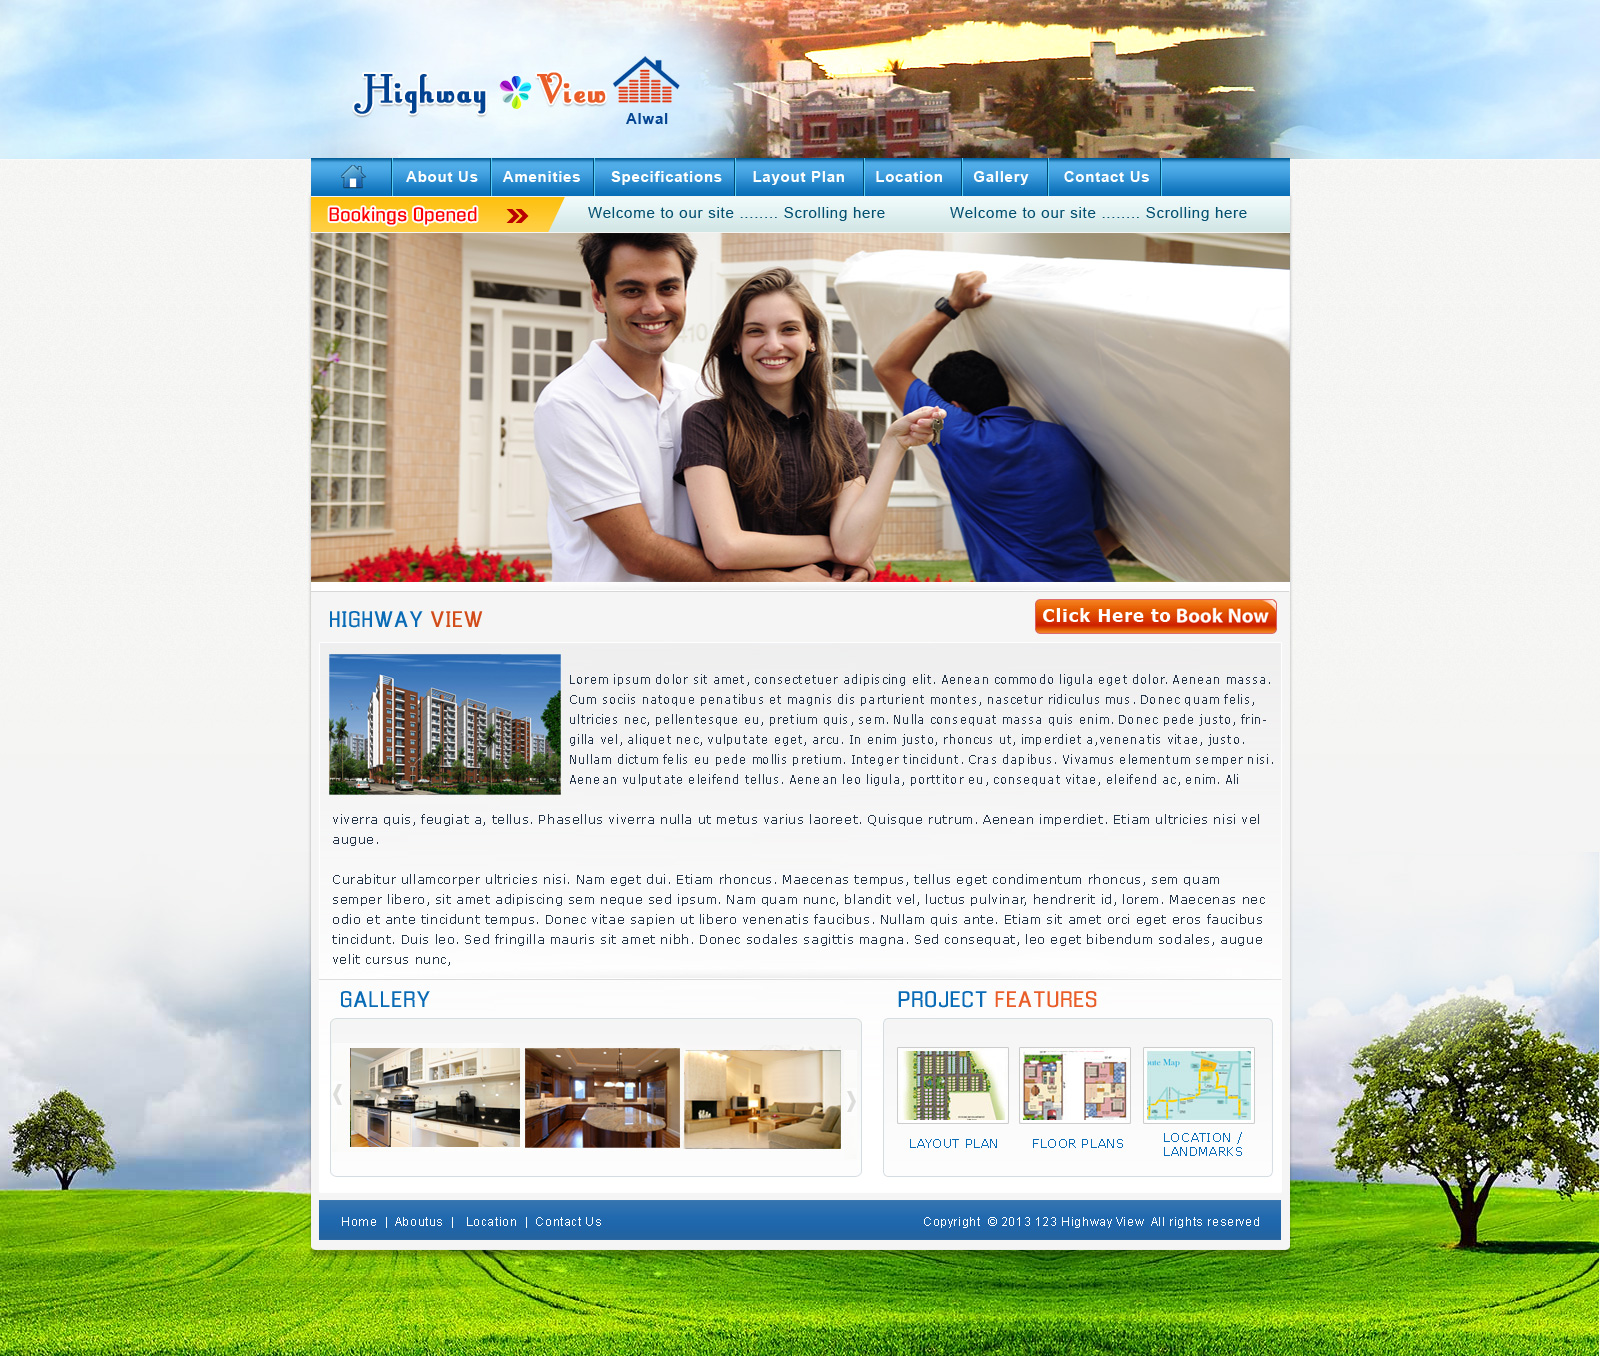 Highway View
Alwal
About Us Amenities Specifications Layout Plan Location Gallery Contact Us
Bookings Opened
Welcome to our site ........ Scrolling here Welcome to our site ........ Scrolling here
10
HIGHWAY VIEW
Click Here to Book Now
Lorem ipsum dolor sit amet, consectetuer adipiscing elit. Aenean commodo ligula eget dolor. Aenean massa.
Cum sociis natoque penatibus et magnis dis parturient montes, nascetur ridiculus mus. Donec quam felis,
ultricies nec, pellentesque eu, pretium quis, sem. Nulla consequat massa quis enim. Donec pede justo, frin-
gilla vel, aliquet nec, vulputate eget, arcu. In enim justo, rhoncus ut, imperdiet a,venenatis vitae, justo.
Nullam dictum felis eu pede mollis pretium. Integer tincidunt. Cras dapibus. Vivamus elementum semper nisi.
Aenean vulputate eleifend tellus. Aenean leo ligula, porttitor eu, consequat vitae, eleifend ac, enim. Ali
viverra quis, feugiat a, tellus. Phasellus viverra nulla ut metus varius laoreet. Quisque rutrum. Aenean imperdiet. Etiam ultricies nisi vel
augue.
Curabitur ullamcorper ultricies nisi. Nam eget dui. Etiam rhoncus. Maecenas tempus, tellus eget condimentum rhoncus, sem quam
semper libero, sit amet adipiscing sem neque sed ipsum. Nam quam nunc, blandit vel, luctus pulvinar, hendrerit id, lorem. Maecenas nec
odio et ante tincidunt tempus. Donec vitae sapien ut libero venenatis faucibus. Nullam quis ante. Etiam sit amet orci eget eros faucibus
tincidunt. Duis leo. Sed fringilla mauris sit amet nibh. Donec sodales sagittis magna. Sed consequat, leo eget bibendum sodales, augue
velit cursus nunc,
GALLERY
PROJECT FEATURES
ute Map
LAYOUT PLAN
FLOOR PLANS
LOCATION /
LANDMARKS
Home | Aboutus | Location | Contact Us
Copyright © 2013 123 Highway View All rights reserved